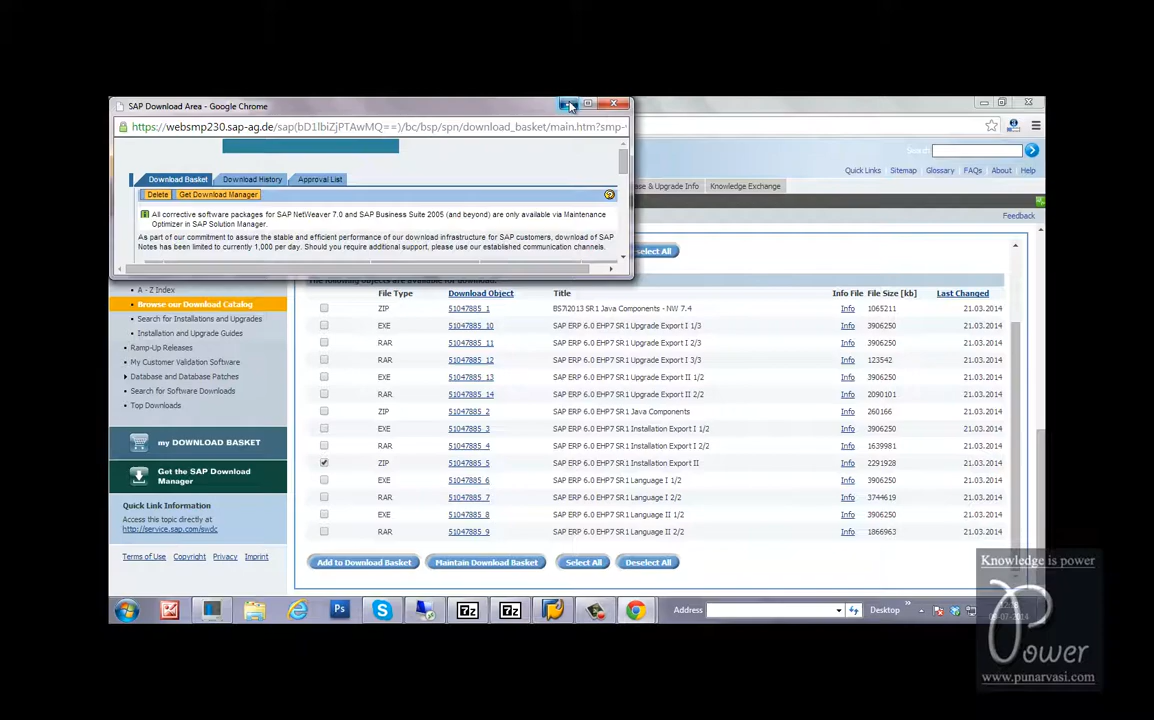 SAP Download Area - Google Chrome
https://websmp230.sap-ag.de/sap(bD1lbiZjPTAwMQ==)/bc/bsp/spn/download_basket/main.htm?smp-
Search
Quick Links Sitemap Glossary FAQs About Help
Download Basket Download History Approval List
& Upgrade Info Knowledge Exchange
Delete Get Download Manager
All corrective software packages for SAP NetWeaver 7.0 and SAP Business Suite 2005 (and beyond) are only available via Maintenance
Optimizer in SAP Solution Manager.
Feedback
As part of our commitment to assure the stable and efficient performance of our download infrastructure for SAP customers, download of SAP
Notes has been limited to currently 1,000 per day. Should you require additional support, please use our established communication channels.
eselect All
The following objects are available for download:
A - Z Index
File Type Download Object Title Info File File Size [kb] Last Changed
Browse our Download Catalog
ZIP 51047885_1 BS7i2013 SR1 Java Components - NW 7.4 Info 1065211 21.03.2014
Search for Installations and Upgrades
EXE 51047885_10 SAP ERP 6.0 EHP7 SR1 Upgrade Export I 1/3 Info 3906250 21.03.2014
Installation and Upgrade Guides
RAR 51047885_11 SAP ERP 6.0 EHP7 SR1 Upgrade Export I 2/3 Info 3906250 21.03.2014
Ramp-Up Releases
RAR 51047885_12 SAP ERP 6.0 EHP7 SR1 Upgrade Export I 3/3 Info 123542 21.03.2014
My Customer Validation Software
EXE 51047885_13 SAP ERP 6.0 EHP7 SR1 Upgrade Export II 1/2 Info 3906250 21.03.2014
Database and Database Patches
RAR 51047885_14 SAP ERP 6.0 EHP7 SR1 Upgrade Export II 2/2 Info 2090101 21.03.2014
Search for Software Downloads
ZIP 51047885_2 SAP ERP 6.0 EHP7 SR1 Java Components Info 260166 21.03.2014
Top Downloads
EXE 51047885_3 SAP ERP 6.0 EHP7 SR1 Installation Export I 1/2 Info 3906250 21.03.2014
my DOWNLOAD BASKET
RAR 51047885_4 SAP ERP 6.0 EHP7 SR1 Installation Export I 2/2 Info 1639981 21.03.2014
ZIP 51047885_5 SAP ERP 6.0 EHP7 SR1 Installation Export II Info 2291928 21.03.2014
Get the SAP Download
Manager
EXE 51047885_6 SAP ERP 6.0 EHP7 SR1 Language I 1/2 Info 3906250 21.03.2014
RAR 51047885_7 SAP ERP 6.0 EHP7 SR1 Language I 2/2 Info 3744619 21.03.2014
Quick Link Information
EXE 51047885_8 SAP ERP 6.0 EHP7 SR1 Language II 1/2 Info 3906250 21.03.2014
Access this topic directly at
http://service.sap.com/swdc
RAR 51047885_9 SAP ERP 6.0 EHP7 SR1 Language II 2/2 Info 1866963 21.03.2014
Terms of Use Copyright Privacy Imprint
Add to Download Basket Maintain Download Basket Select All Deselect All
Knowledge is power
Address Desktop
09-07-2014
Power
www.punarvasi.com